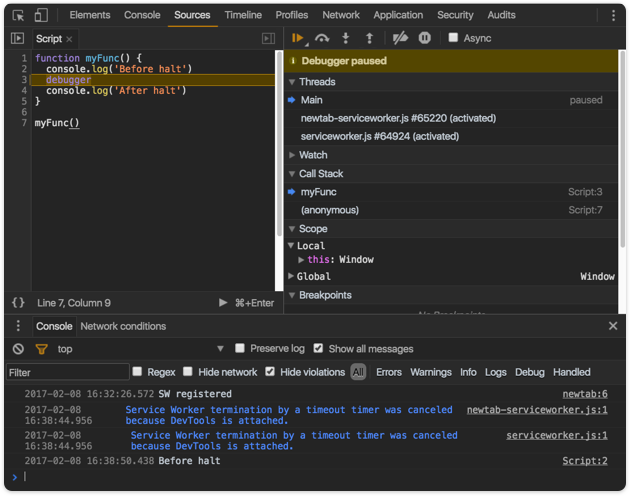 Elements Console Sources Timeline Profiles Network Application Security Audits
Script ×
Async
1 function myFunc() {
2 console.log('Before halt')
3 debugger
4 console.log('After halt')
5 }
6
7 myFunc()
{} Line 7, Column 9 ⌘+Enter
Debugger paused
Threads
Main paused
newtab-serviceworker.js #65220 (activated)
serviceworker.js #64924 (activated)
Watch
Call Stack
myFunc Script:3
(anonymous) Script:7
Scope
Local
this: Window
Global Window
Breakpoints
No Breakpoints
Console Network conditions
top Preserve log Show all messages
Filter Regex Hide network Hide violations All Errors Warnings Info Logs Debug Handled
2017-02-08 16:32:26.572 SW registered newtab:6
2017-02-08 Service Worker termination by a timeout timer was canceled newtab-serviceworker.js:1
16:38:44.956 because DevTools is attached.
2017-02-08 Service Worker termination by a timeout timer was canceled serviceworker.js:1
16:38:44.956 because DevTools is attached.
2017-02-08 16:38:50.438 Before halt Script:2
>